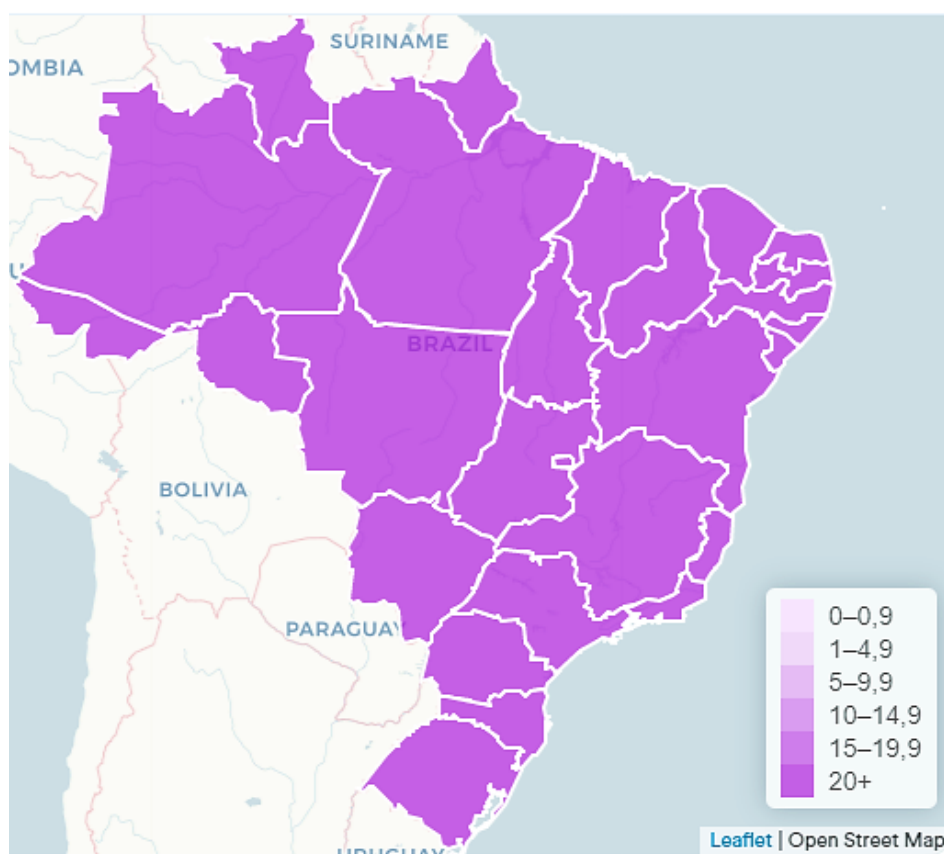 SURINAME
OMBIA
U
BRAZIL
BOLIVIA
PARAGUAY
0–0,9
1–4,9
5–9,9
10–14,9
15–19,9
20+
Leaflet | Open Street Map
URUGUAY